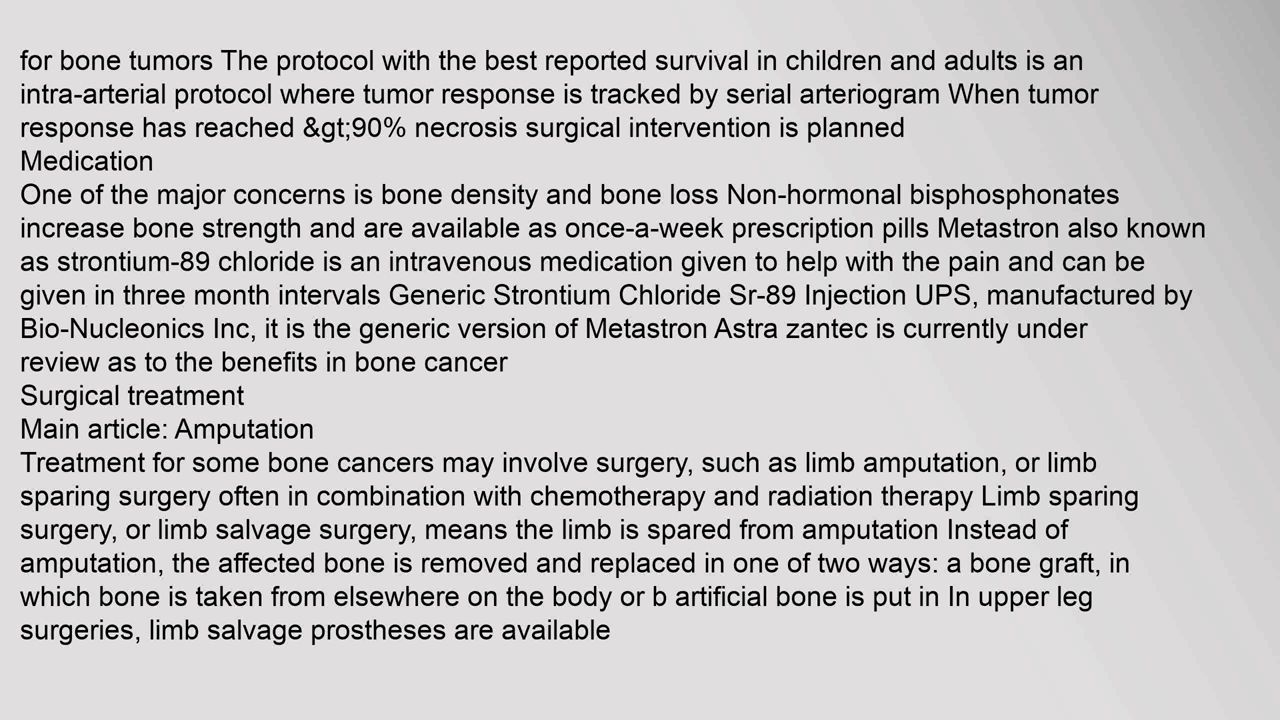 for bone tumors The protocol with the best reported survival in children and adults is an
intra-arterial protocol where tumor response is tracked by serial arteriogram When tumor
response has reached &gt;90% necrosis surgical intervention is planned
Medication
One of the major concerns is bone density and bone loss Non-hormonal bisphosphonates
increase bone strength and are available as once-a-week prescription pills Metastron also known
as strontium-89 chloride is an intravenous medication given to help with the pain and can be
given in three month intervals Generic Strontium Chloride Sr-89 Injection UPS, manufactured by
Bio-Nucleonics Inc, it is the generic version of Metastron Astra zantec is currently under
review as to the benefits in bone cancer
Surgical treatment
Main article: Amputation
Treatment for some bone cancers may involve surgery, such as limb amputation, or limb
sparing surgery often in combination with chemotherapy and radiation therapy Limb sparing
surgery, or limb salvage surgery, means the limb is spared from amputation Instead of
amputation, the affected bone is removed and replaced in one of two ways: a bone graft, in
which bone is taken from elsewhere on the body or b artificial bone is put in In upper leg
surgeries, limb salvage prostheses are available